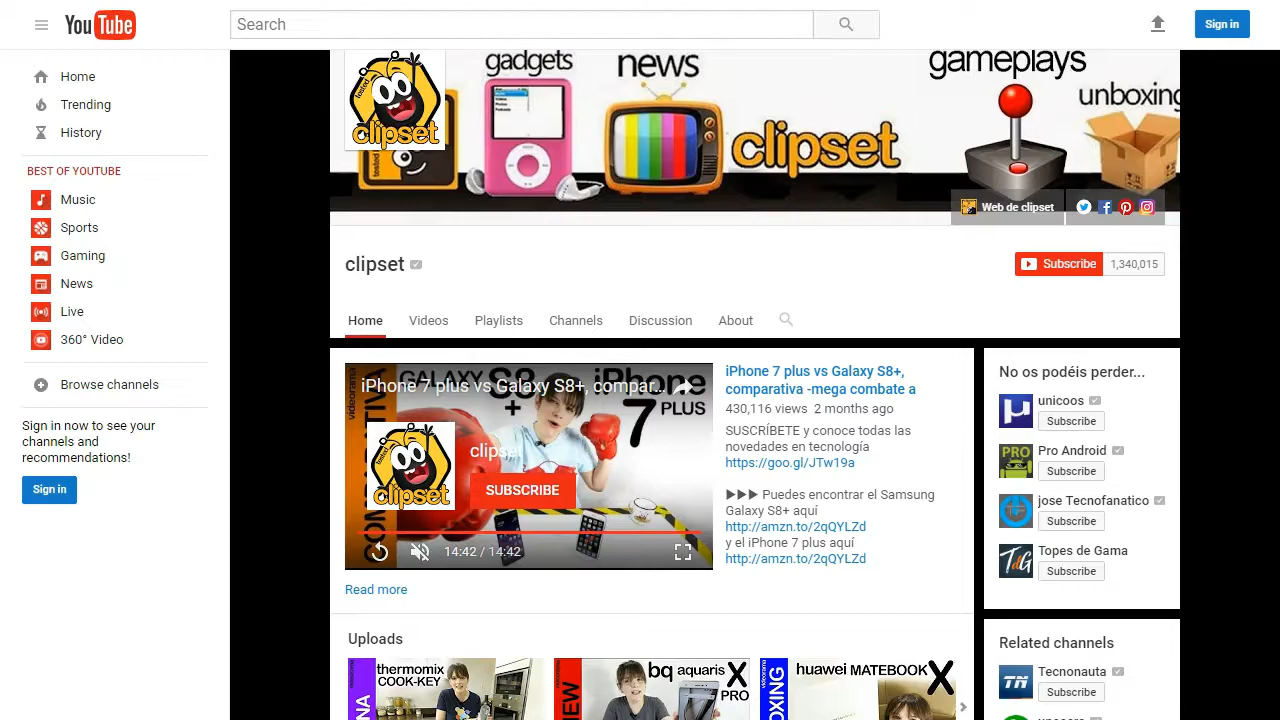 YouTube
Search
Sign in
Home
Trending
History
BEST OF YOUTUBE
Music
Sports
Gaming
News
Live
360° Video
Browse channels
Sign in now to see your
channels and
recommendations!
Sign in
gadgets
news
gameplays
unboxing
clipset
clipset
Web de clipset
clipset
Subscribe
1,340,015
Home
Videos
Playlists
Channels
Discussion
About
videorama
GALAXY S8+
iPhone 7 PLUS
iPhone 7 plus vs Galaxy S8+, compar...
clipset
clipset
SUBSCRIBE
14:42 / 14:42
iPhone 7 plus vs Galaxy S8+,
comparativa -mega combate a
430,116 views 2 months ago
SUSCRÍBETE y conoce todas las
novedades en tecnología
https://goo.gl/JTw19a
▶▶▶ Puedes encontrar el Samsung
Galaxy S8+ aquí
http://amzn.to/2qQYLZd
y el iPhone 7 plus aquí
http://amzn.to/2qQYLZd
Read more
Uploads
videorama
thermomix
COOK-KEY
bq aquaris X
PRO
videorama
huawei MATEBOOK X
No os podéis perder...
unicoos
Subscribe
PRO
Pro Android
Subscribe
jose Tecnofanatico
Subscribe
TdG
Topes de Gama
Subscribe
Related channels
TN
Tecnonauta
Subscribe